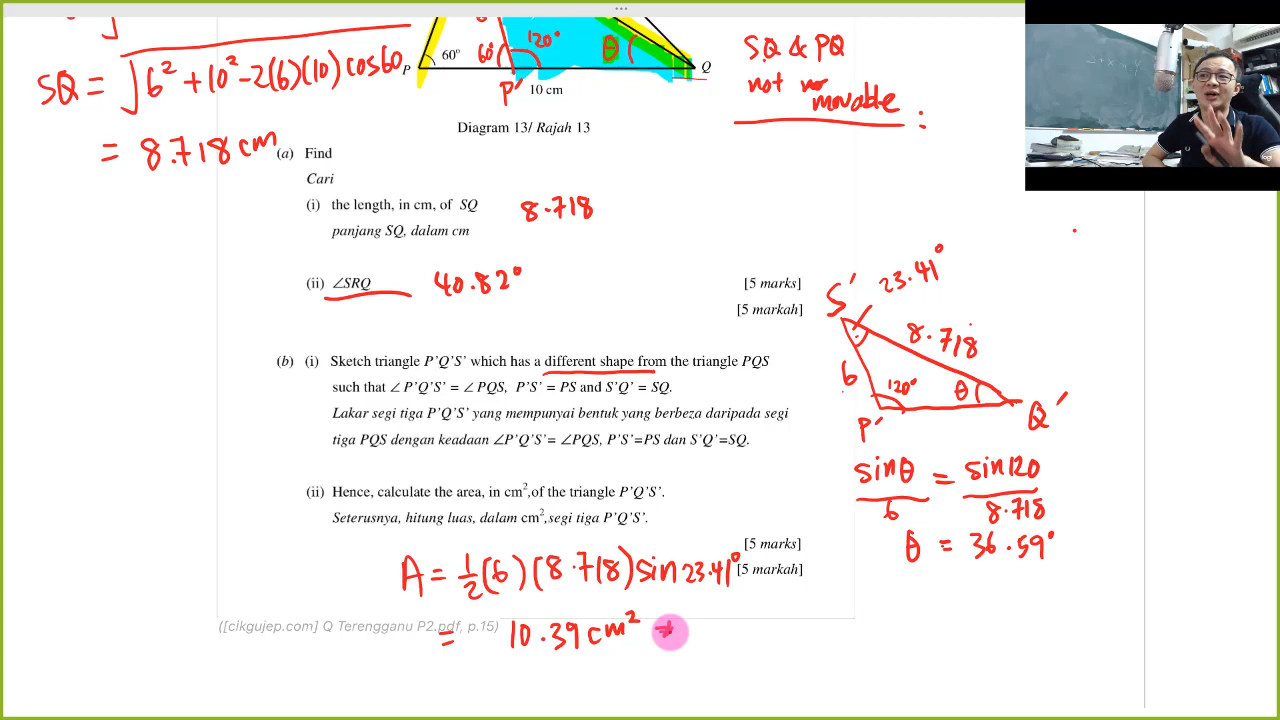 SQ = √6² + 10² - 2(6)(10) cos60
= 8.718 cm
P 60° 60° 120° θ Q
P'
10 cm
SQ & PQ
not movable :
Diagram 13/ Rajah 13
(a) Find
Cari
(i) the length, in cm, of SQ 8.718
panjang SQ, dalam cm
(ii) ∠SRQ 40.82° [5 marks]
[5 markah]
(b) (i) Sketch triangle P'Q'S' which has a different shape from the triangle PQS
such that ∠ P'Q'S' = ∠ PQS, P'S' = PS and S'Q' = SQ.
Lakar segi tiga P'Q'S' yang mempunyai bentuk yang berbeza daripada segi
tiga PQS dengan keadaan ∠P'Q'S'= ∠PQS, P'S'=PS dan S'Q'=SQ.
(ii) Hence, calculate the area, in cm²,of the triangle P'Q'S'.
Seterusnya, hitung luas, dalam cm²,segi tiga P'Q'S'.
[5 marks]
[5 markah]
A = 1/2 (6)(8.718) sin 23.41°
= 10.39 cm²
([cikgujep.com] Q Terengganu P2.pdf, p.15)
S' 23.41°
8.718
6 120° θ
P' Q'
sinθ/6 = sin120/8.718
θ = 36.59°